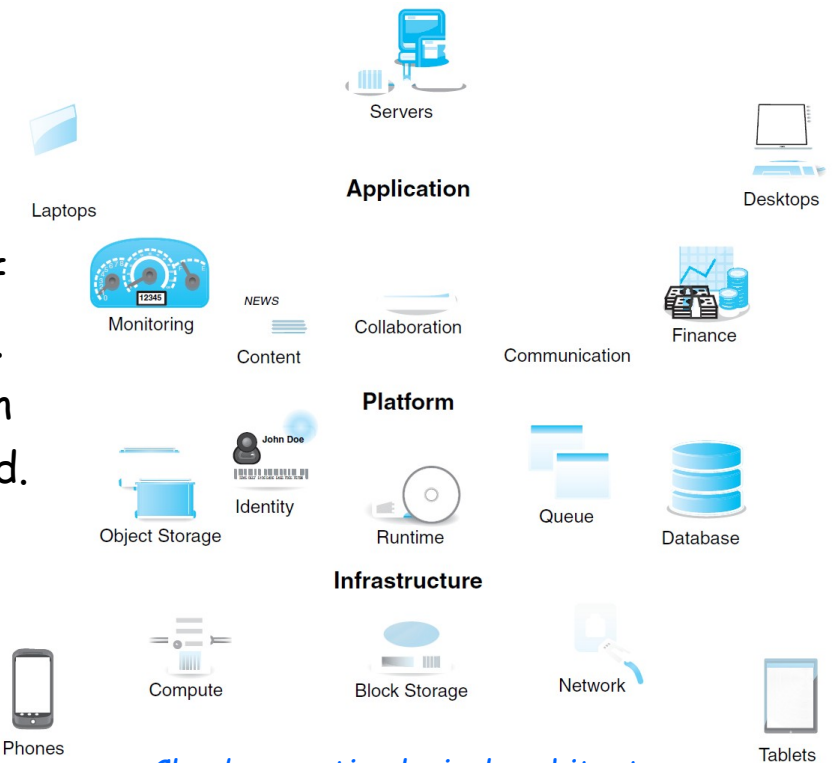 Servers
Laptops
Application
Desktops
12345
Monitoring
NEWS
Content
Collaboration
Communication
Finance
Platform
John Doe
Object Storage
Identity
Runtime
Queue
Database
Infrastructure
Compute
Block Storage
Network
Phones
Tablets